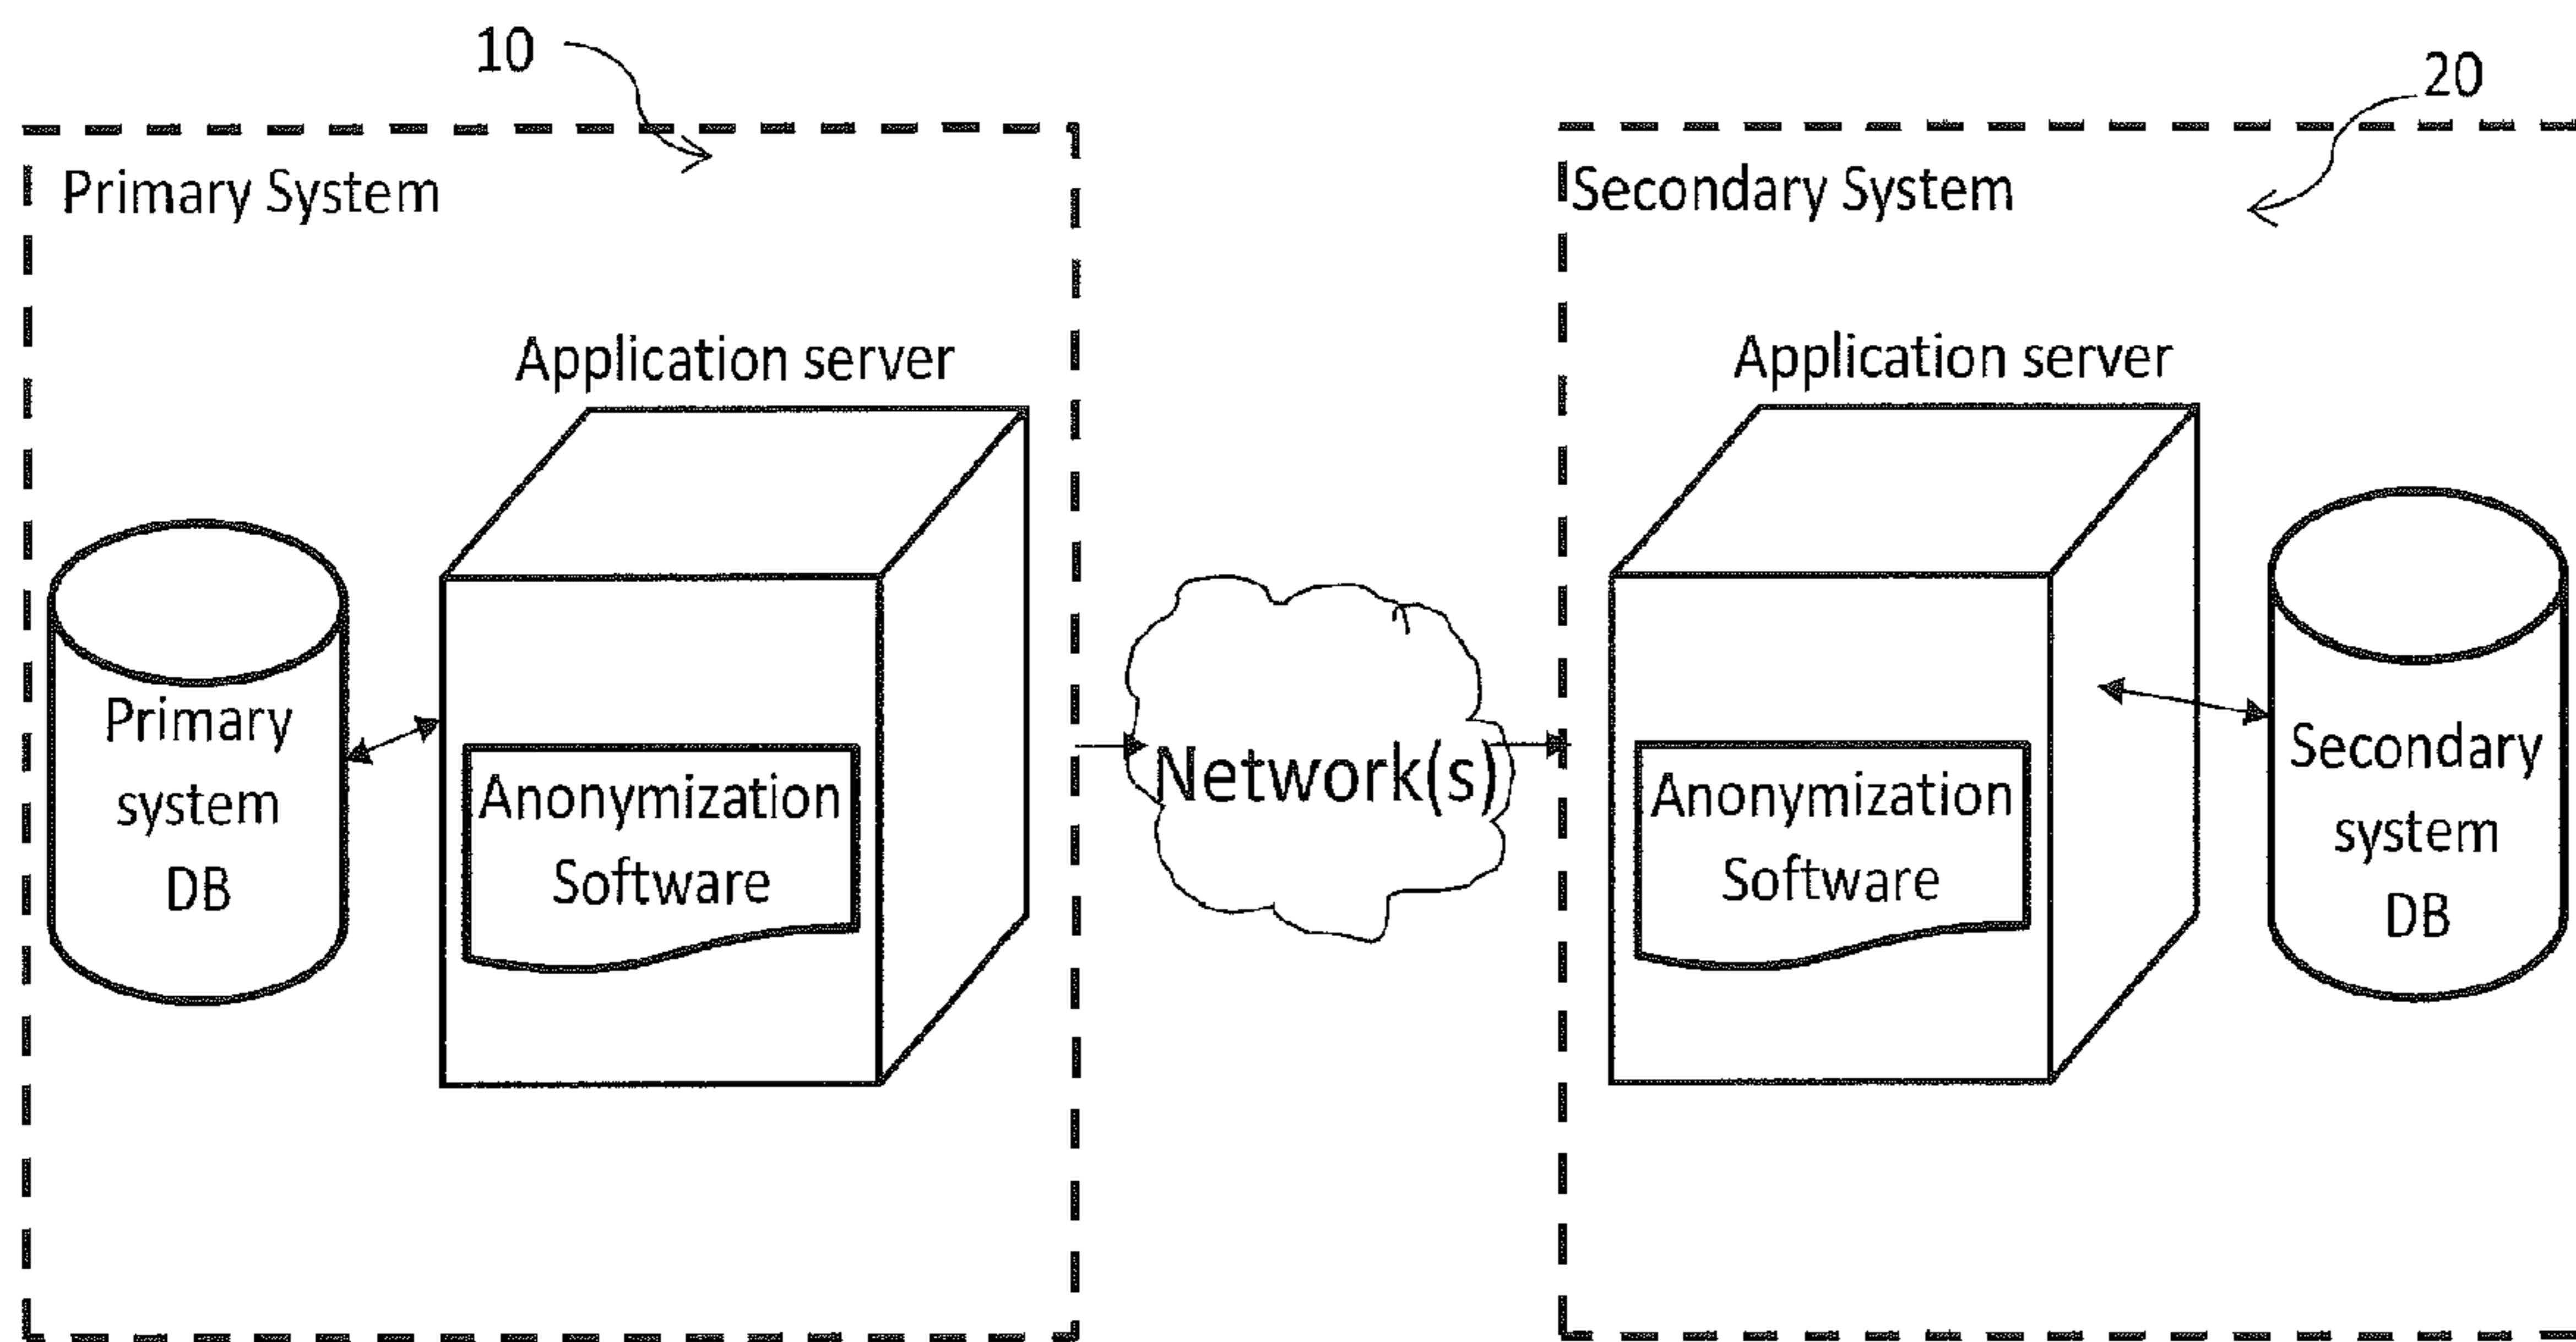 10
20
Primary System
Secondary System
Application server
Application server
Primary
system
DB
Anonymization
Software
Network(s)
Anonymization
Software
Secondary
system
DB